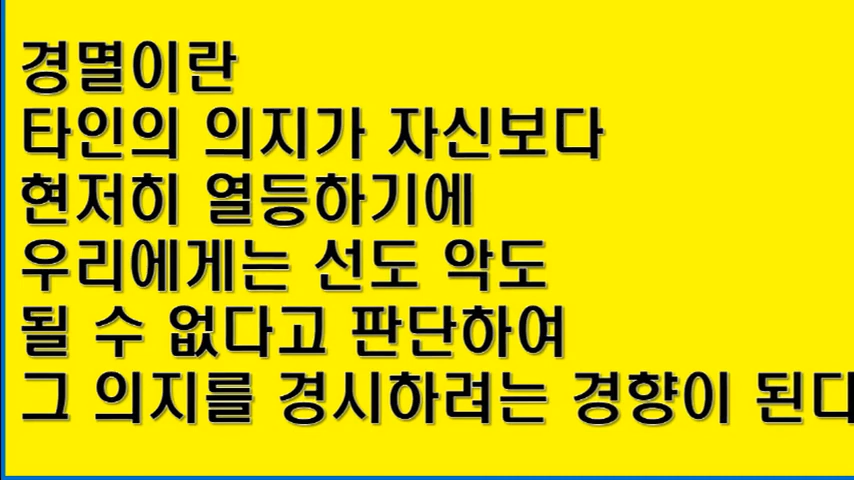 경멸이란
타인의 의지가 자신보다
현저히 열등하기에
우리에게는 선도 악도
될 수 없다고 판단하여
그 의지를 경시하려는 경향이 된다